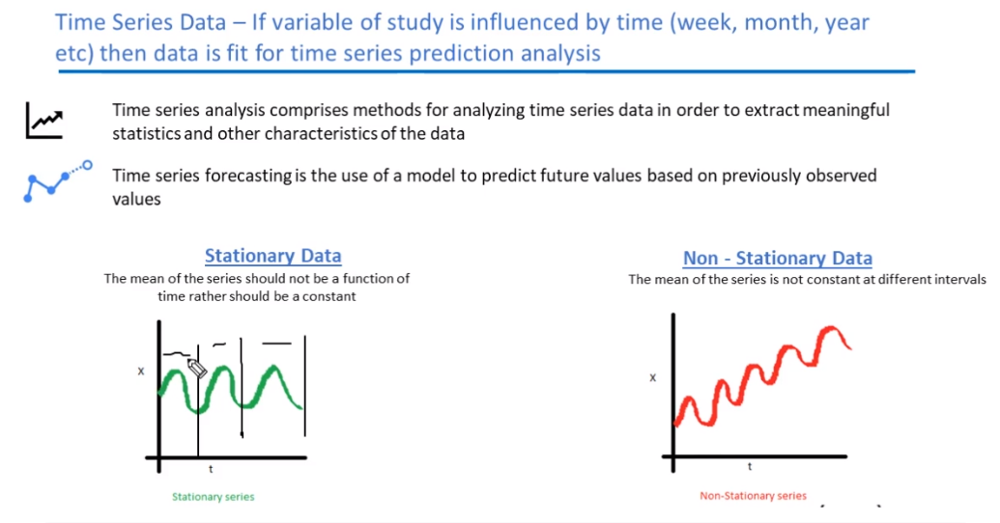 Time Series Data – If variable of study is influenced by time (week, month, year
etc) then data is fit for time series prediction analysis
Time series analysis comprises methods for analyzing time series data in order to extract meaningful
statistics and other characteristics of the data
Time series forecasting is the use of a model to predict future values based on previously observed
values
Stationary Data
The mean of the series should not be a function of
time rather should be a constant
x
t
Stationary series
Non - Stationary Data
The mean of the series is not constant at different intervals
x
t
Non-Stationary series